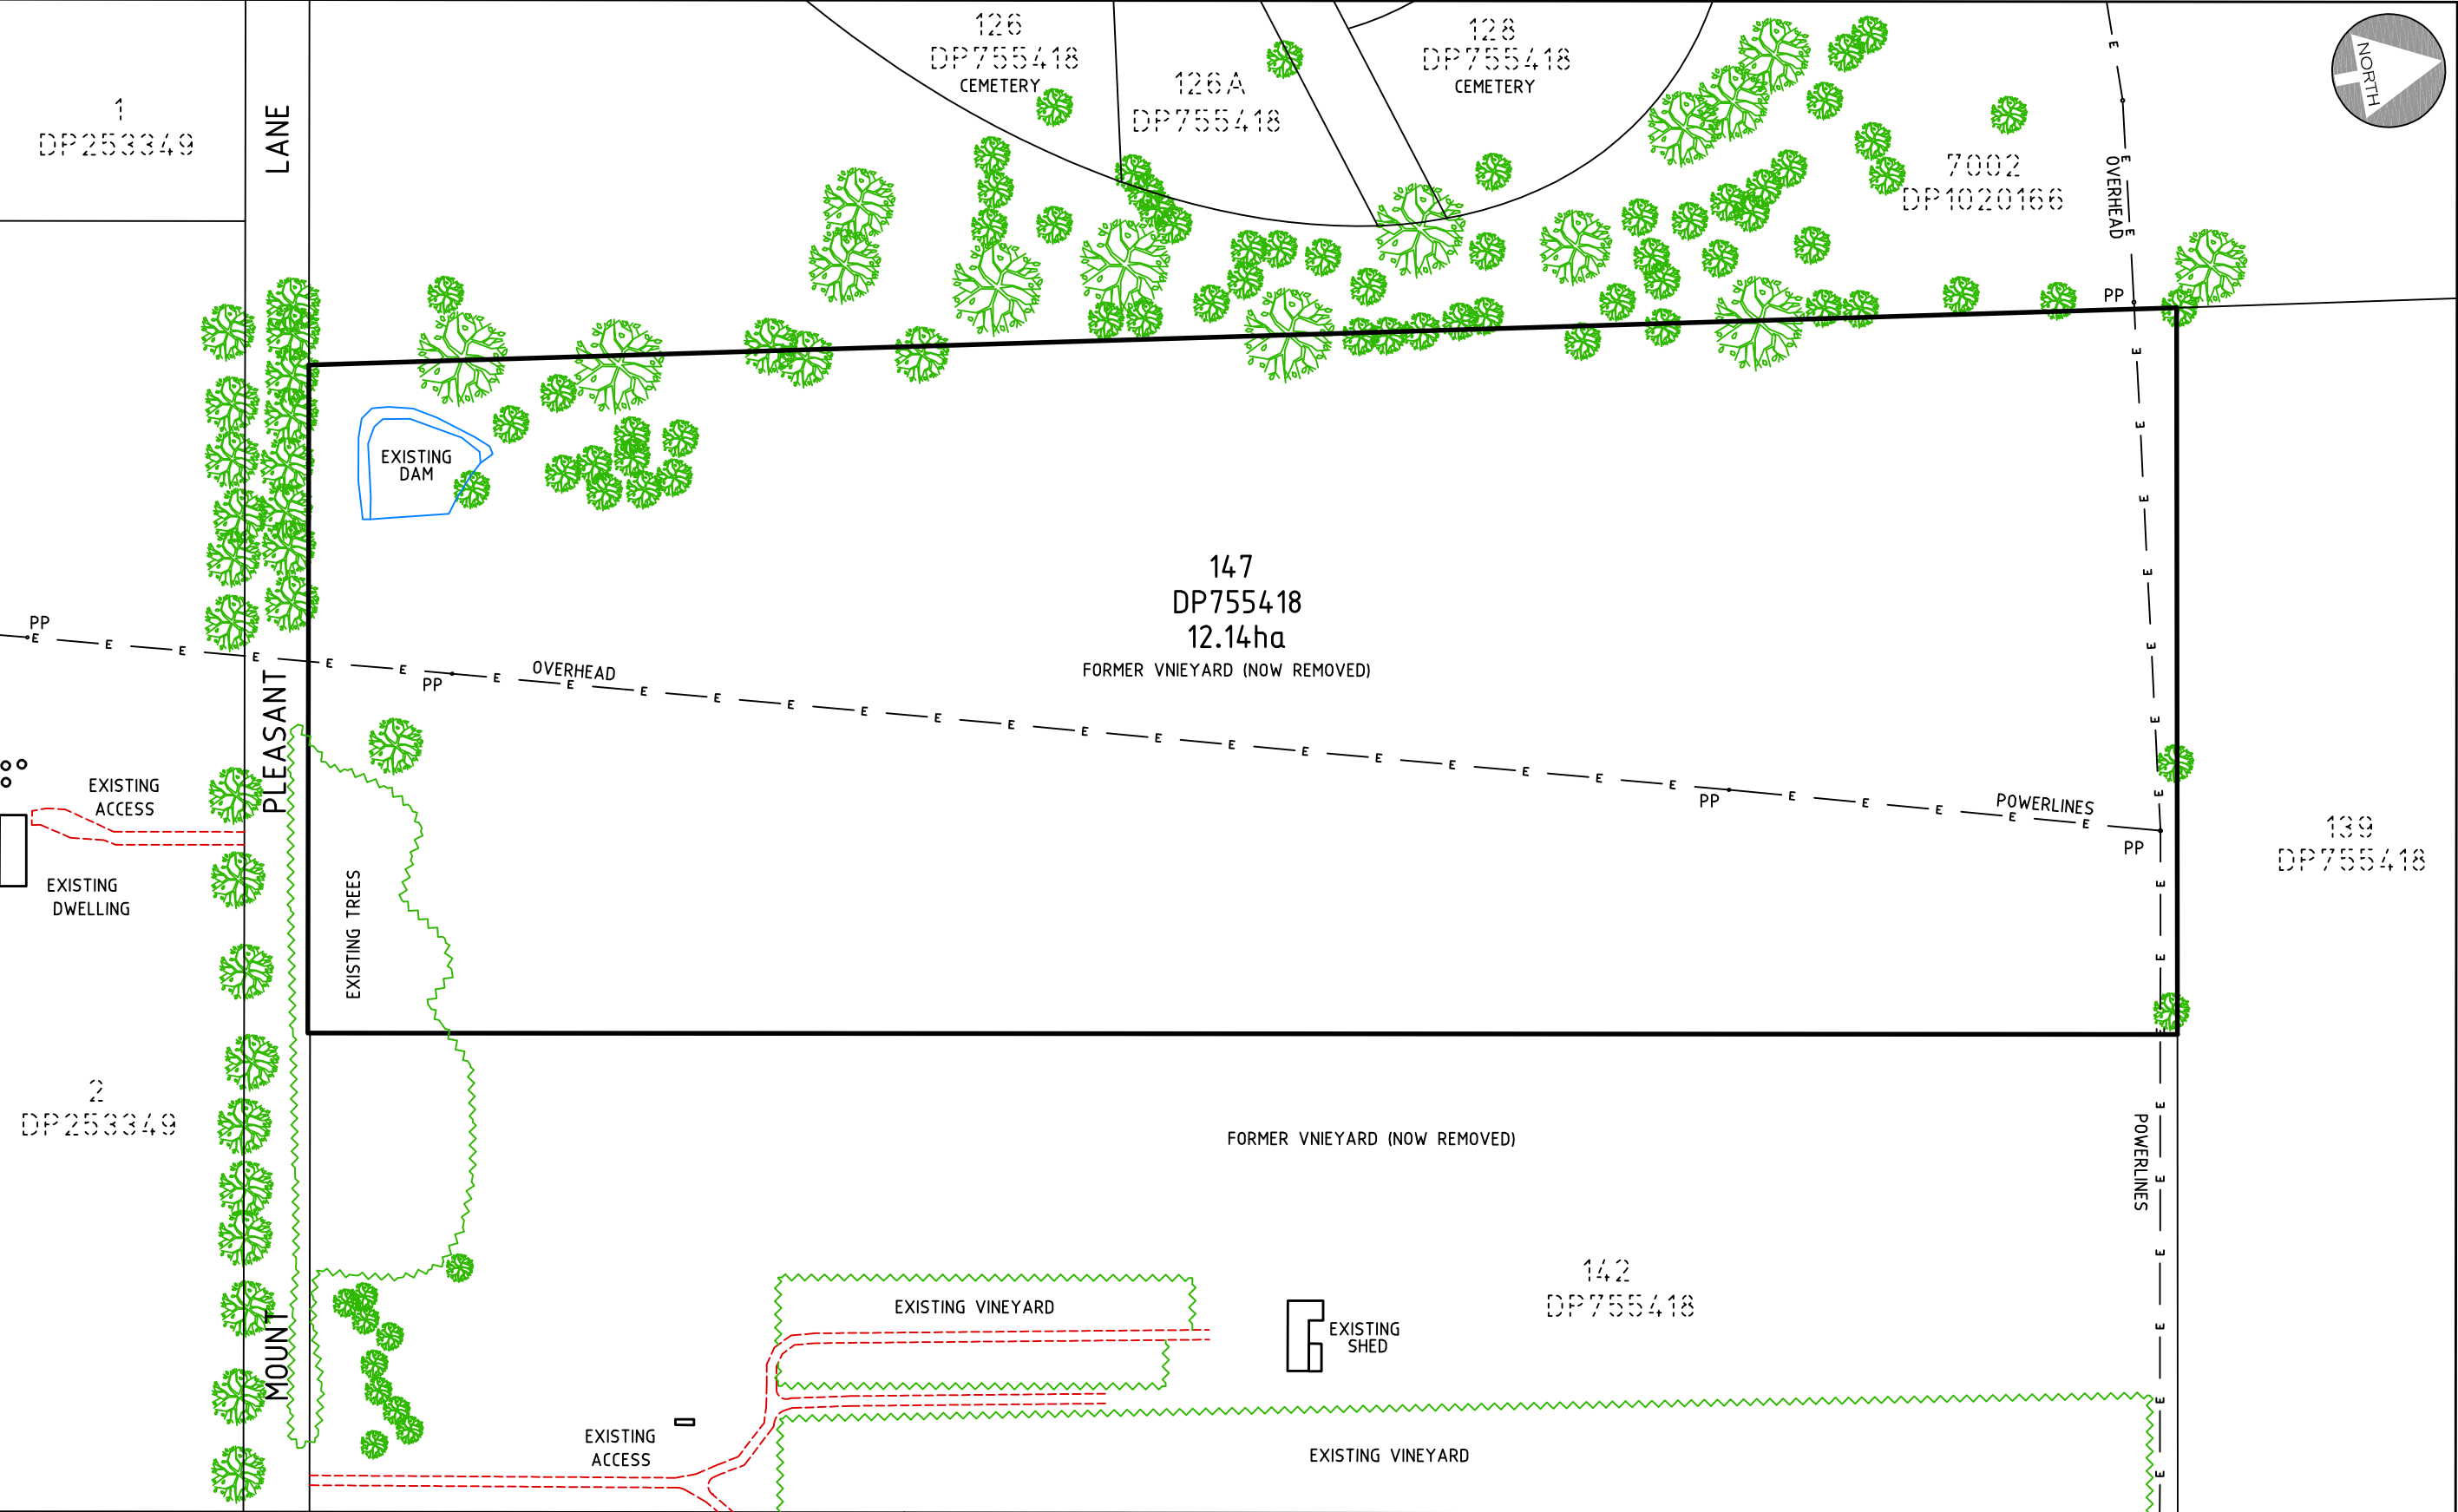 126
DP755418
CEMETERY
128
DP755418
CEMETERY
126A
DP755418
NORTH
1
DP253349
MOUNT PLEASANT LANE
7002
DP1020166
OVERHEAD
PP
EXISTING
DAM
147
DP755418
12.14ha
FORMER VNIEYARD (NOW REMOVED)
PP
E E E E E E E E E E E E E E E E E E E E E E E E E E E E E
OVERHEAD
PP
PP
POWERLINES
PP
EXISTING
ACCESS
139
DP755418
EXISTING
DWELLING
EXISTING TREES
2
DP253349
FORMER VNIEYARD (NOW REMOVED)
POWERLINES
142
DP755418
EXISTING VINEYARD
EXISTING
SHED
EXISTING
ACCESS
EXISTING VINEYARD
E E E E E E E E E E E E E E E E E E E E E E